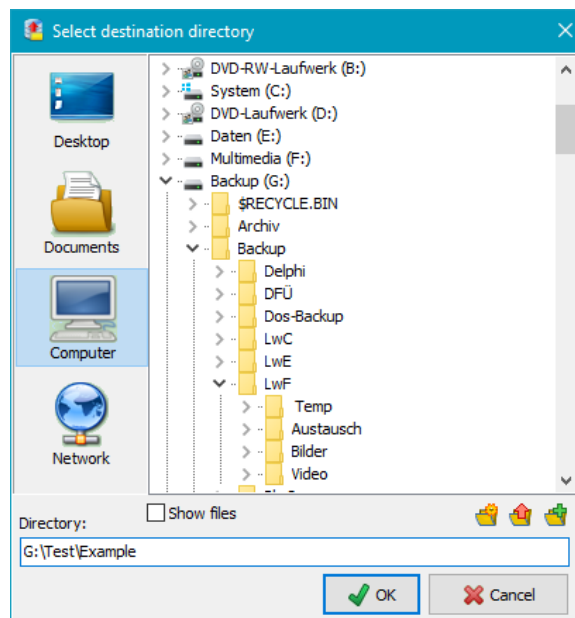 Select destination directory
Desktop
Documents
Computer
Network
DVD-RW-Laufwerk (B:)
System (C:)
DVD-Laufwerk (D:)
Daten (E:)
Multimedia (F:)
Backup (G:)
$RECYCLE.BIN
Archiv
Backup
Delphi
DFÜ
Dos-Backup
LwC
LwE
LwF
Temp
Austausch
Bilder
Video
Directory:
Show files
G:\Test\Example
OK
Cancel